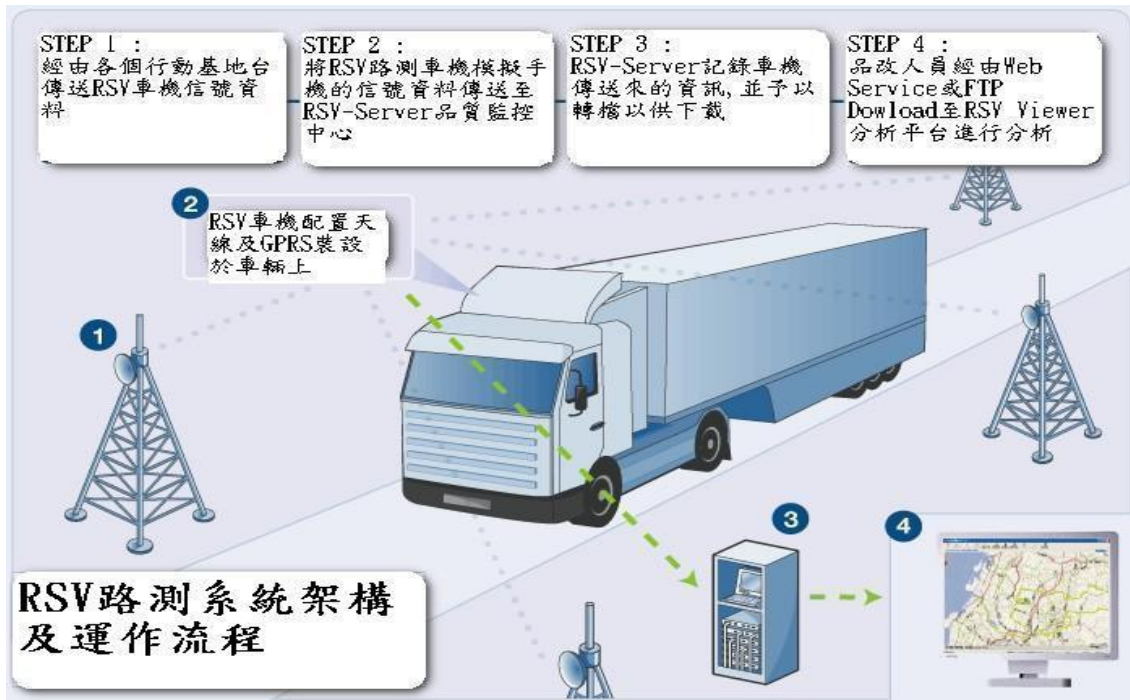 STEP 1 :
經由各個行動基地台
傳送RSV車機信號資
料
STEP 2 :
將RSV路測車機模擬手
機的信號資料傳送至
RSV-Server品質監控
中心
STEP 3 :
RSV-Server記錄車機
傳送來的資訊,並予以
轉檔以供下載
STEP 4 :
品改人員經由Web
Service或FTP
Dowload至RSV Viewer
分析平台進行分析
2
RSV車機配置天
線及GPRS裝設
於車輛上
1
3
4
RSV路測系統架構
及運作流程